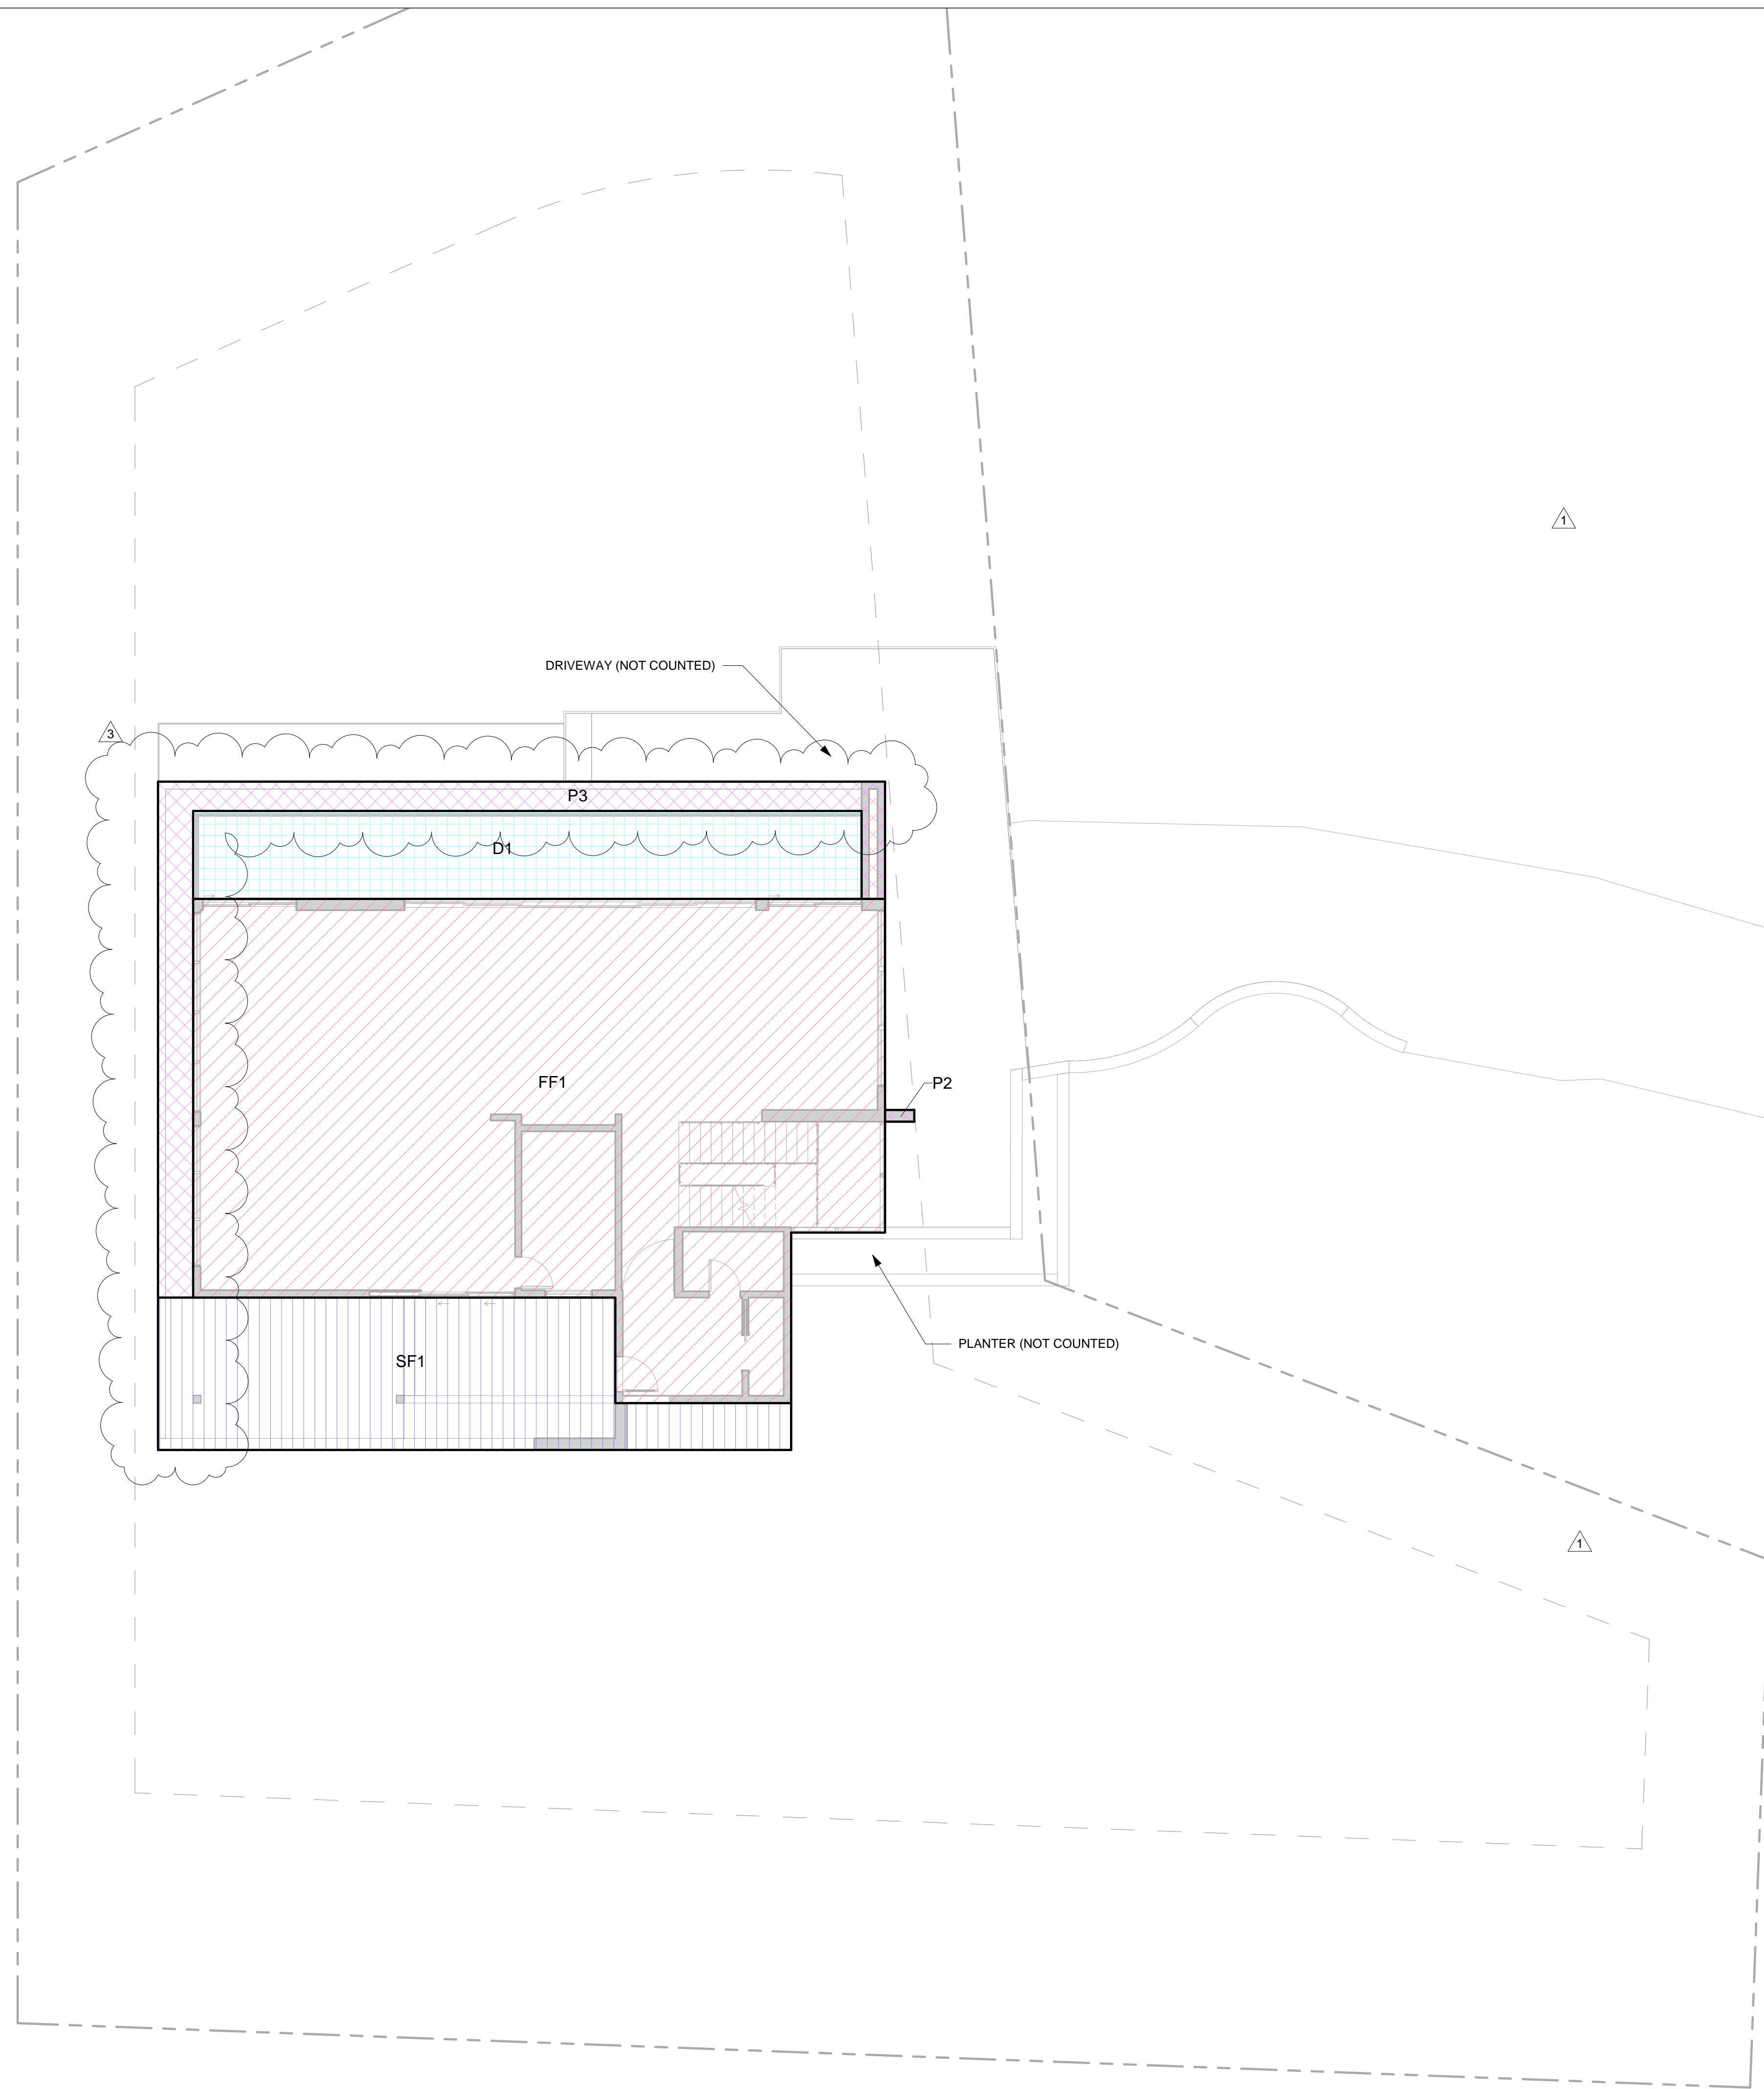 1
DRIVEWAY (NOT COUNTED)
3
P3
D1
FF1
P2
PLANTER (NOT COUNTED)
SF1
1